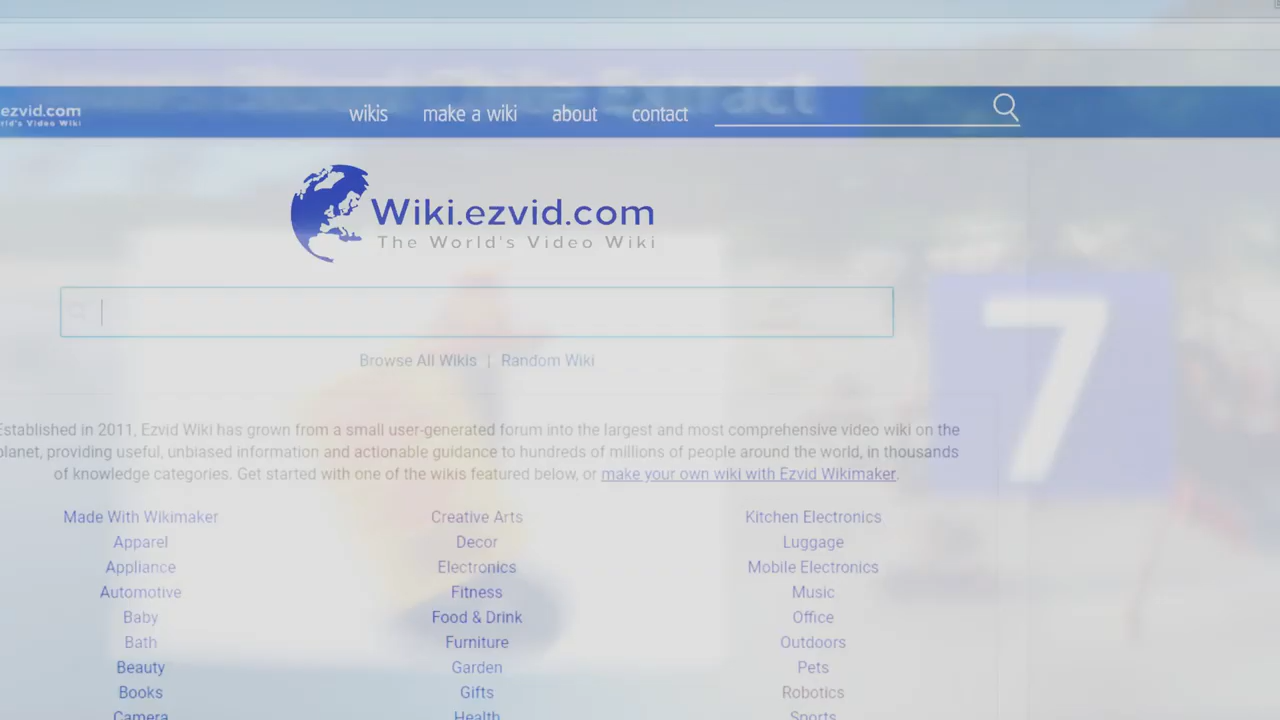 Extract
ezvid.com
wikis make a wiki about contact
Wiki.ezvid.com
The World's Video Wiki
Browse All Wikis | Random Wiki
7
Established in 2011, Ezvid Wiki has grown from a small user-generated forum into the largest and most comprehensive video wiki on the
planet, providing useful, unbiased information and actionable guidance to hundreds of millions of people around the world, in thousands
of knowledge categories. Get started with one of the wikis featured below, or make your own wiki with Ezvid Wikimaker.
Made With Wikimaker Creative Arts Kitchen Electronics
Apparel Decor Luggage
Appliance Electronics Mobile Electronics
Automotive Fitness Music
Baby Food & Drink Office
Bath Furniture Outdoors
Beauty Garden Pets
Books Gifts Robotics
Camera Health Sports